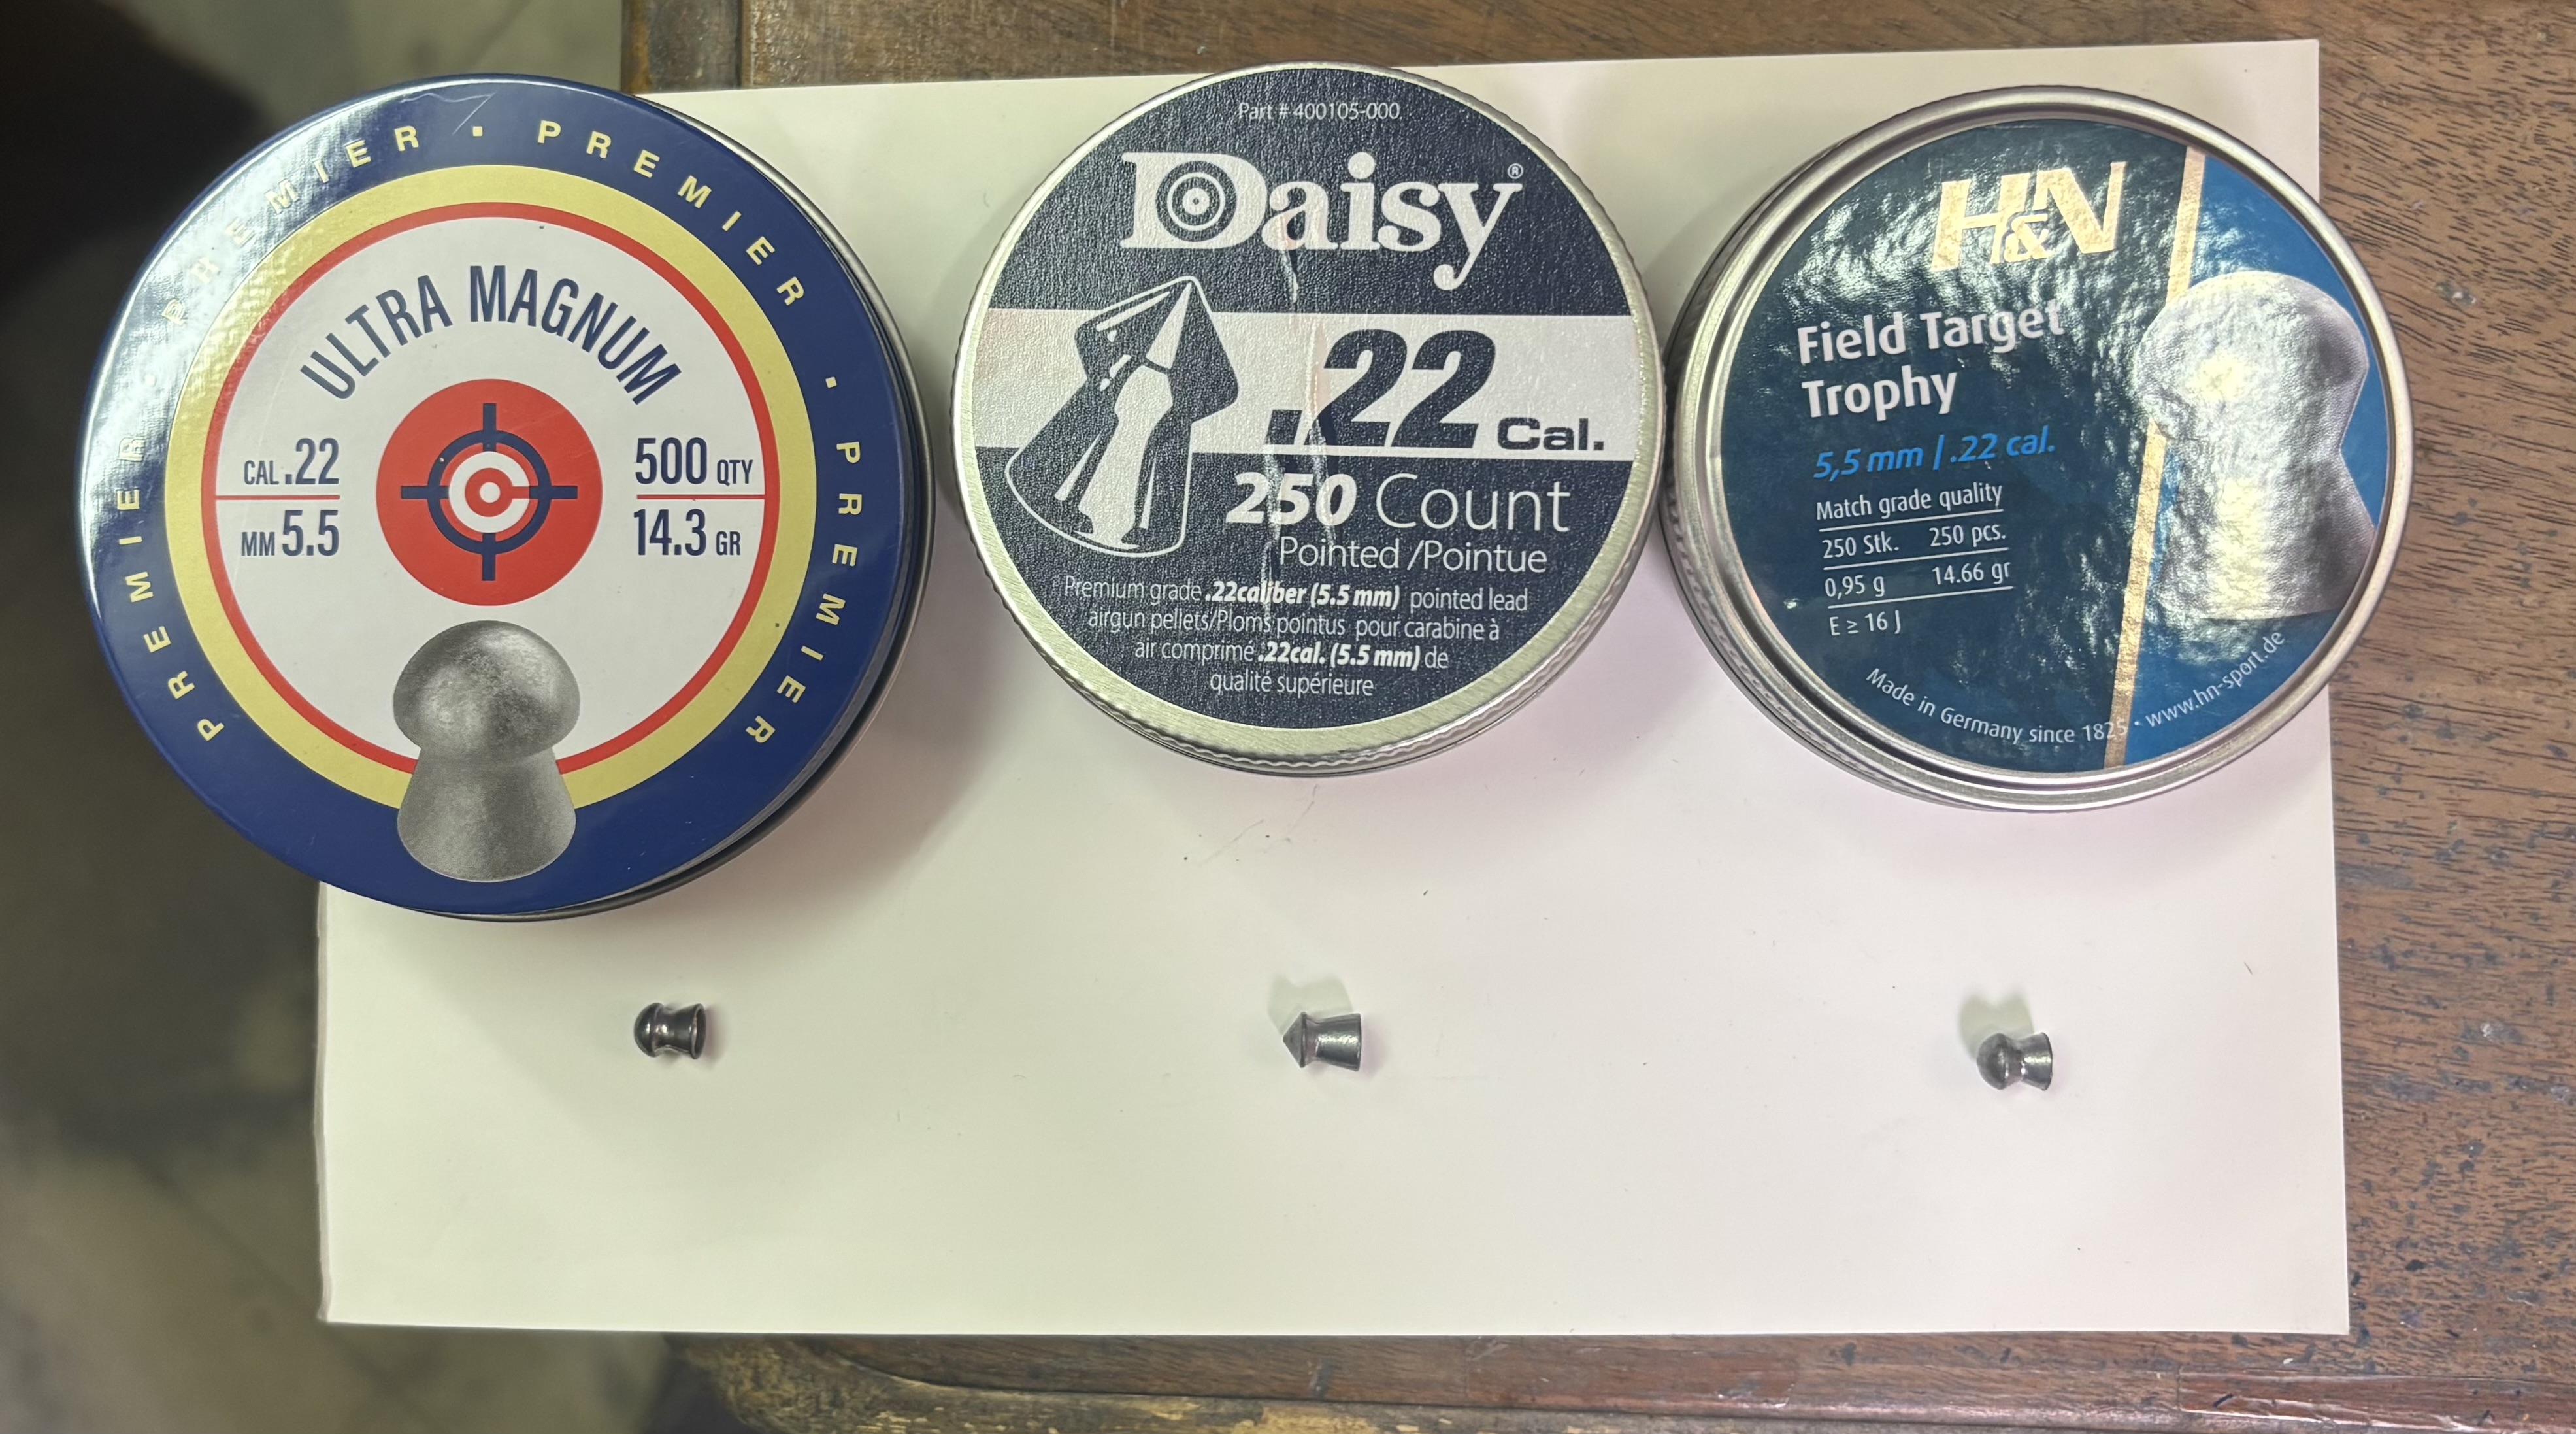 PREMIER · PREMIER · PREMIER · PREMIER · PREMIER
ULTRA MAGNUM
CAL .22
MM 5.5
500 QTY
14.3 GR
Part # 400105-000
Daisy®
.22 Cal.
250 Count
Pointed /Pointue
Premium grade .22caliber (5.5 mm) pointed lead
airgun pellets/Ploms pointus pour carabine à
air comprimé .22cal. (5.5 mm) de
qualité supérieure
H&N
Field Target
Trophy
5,5 mm | .22 cal.
Match grade quality
250 Stk. 250 pcs.
0,95 g 14.66 gr
E ≥ 16 J
Made in Germany since 1825 • www.hn-sport.de